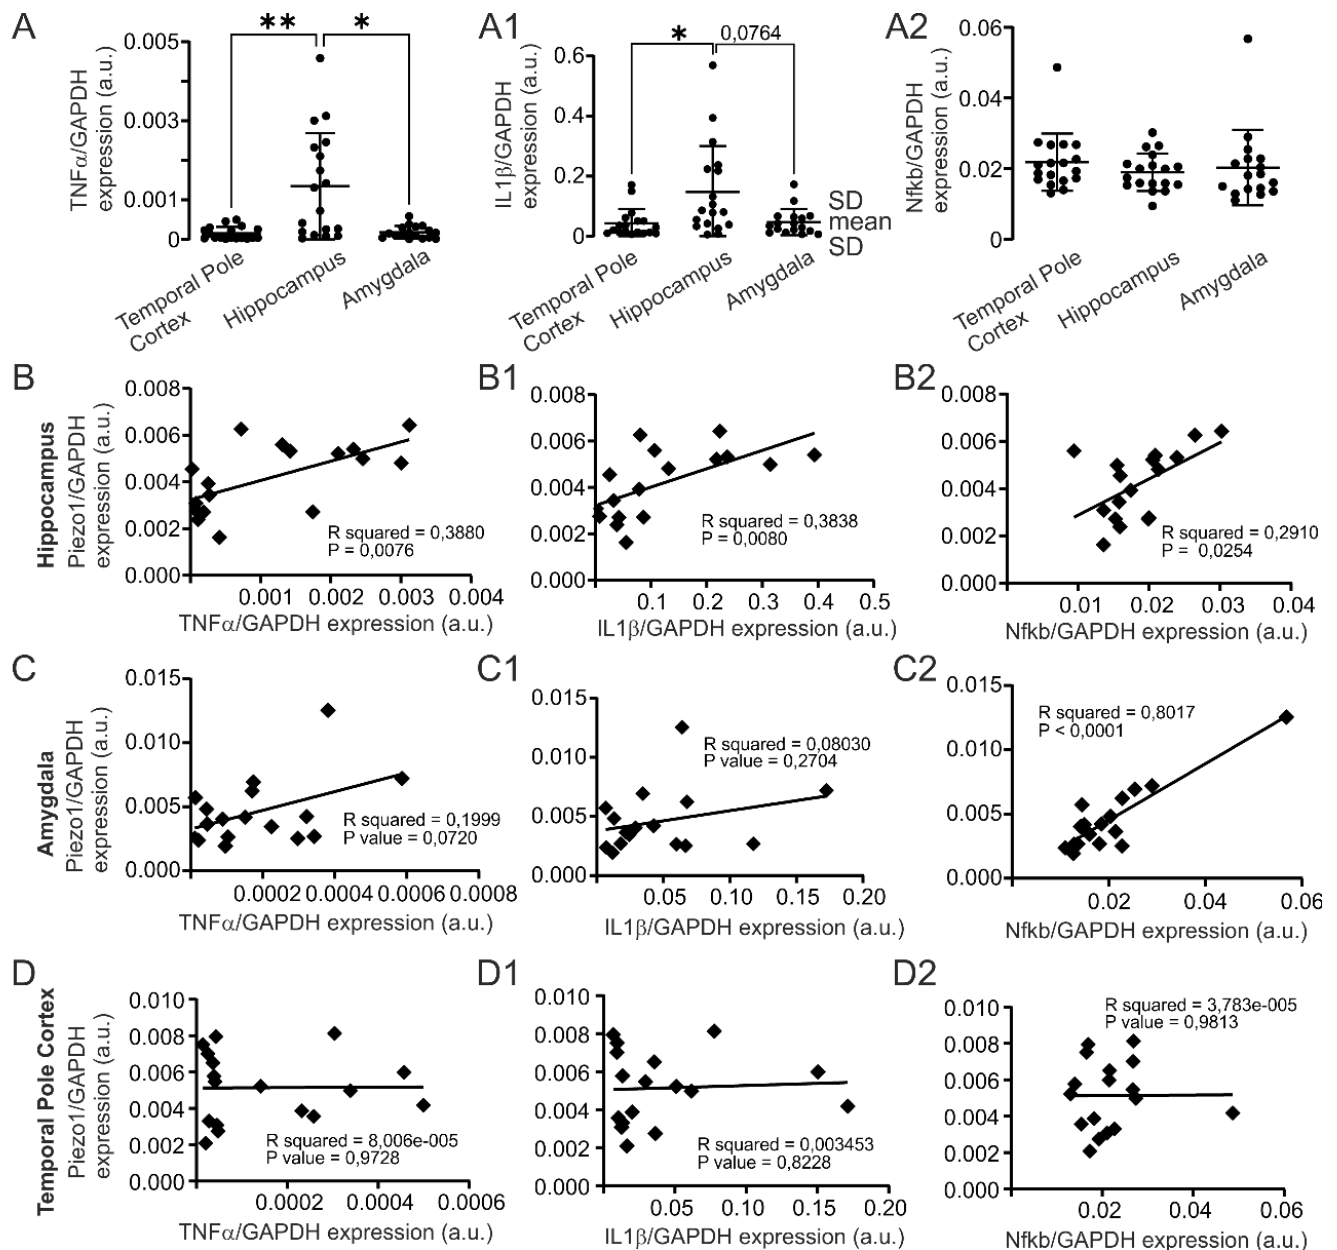 A
A1
A2
TNFα/GAPDH
expression (a.u.)
0.005
0.003
0.001
0
**
*
Temporal Pole
Cortex
Hippocampus
Amygdala
IL1β/GAPDH
expression (a.u.)
0.6
0.4
0.2
0
*
0,0764
SD
mean
SD
Temporal Pole
Cortex
Hippocampus
Amygdala
Nfkb/GAPDH
expression (a.u.)
0.06
0.04
0.02
0
Temporal Pole
Cortex
Hippocampus
Amygdala
B
Hippocampus
Piezo1/GAPDH
expression (a.u.)
0.008
0.006
0.004
0.002
0.000
R squared = 0,3880
P = 0,0076
0.001 0.002 0.003 0.004
TNFα/GAPDH expression (a.u.)
B1
0.008
0.006
0.004
0.002
0.000
R squared = 0,3838
P = 0,0080
0.1 0.2 0.3 0.4 0.5
IL1β/GAPDH expression (a.u.)
B2
0.008
0.006
0.004
0.002
0.000
R squared = 0,2910
P = 0,0254
0.01 0.02 0.03 0.04
Nfkb/GAPDH expression (a.u.)
C
Amygdala
Piezo1/GAPDH
expression (a.u.)
0.015
0.010
0.005
0.000
R squared = 0,1999
P value = 0,0720
0.0002 0.0004 0.0006 0.0008
TNFα/GAPDH expression (a.u.)
C1
0.015
0.010
0.005
0.000
R squared = 0,08030
P value = 0,2704
0.05 0.10 0.15 0.20
IL1β/GAPDH expression (a.u.)
C2
0.015
0.010
0.005
0.000
R squared = 0,8017
P < 0,0001
0.02 0.04 0.06
Nfkb/GAPDH expression (a.u.)
D
Temporal Pole Cortex
Piezo1/GAPDH
expression (a.u.)
0.010
0.008
0.006
0.004
0.002
0.000
R squared = 8,006e-005
P value = 0,9728
0.0002 0.0004 0.0006
TNFα/GAPDH expression (a.u.)
D1
0.010
0.008
0.006
0.004
0.002
0.000
R squared = 0,003453
P value = 0,8228
0.05 0.10 0.15 0.20
IL1β/GAPDH expression (a.u.)
D2
0.010
0.008
0.006
0.004
0.002
0.000
R squared = 3,783e-005
P value = 0,9813
0.02 0.04 0.06
Nfkb/GAPDH expression (a.u.)